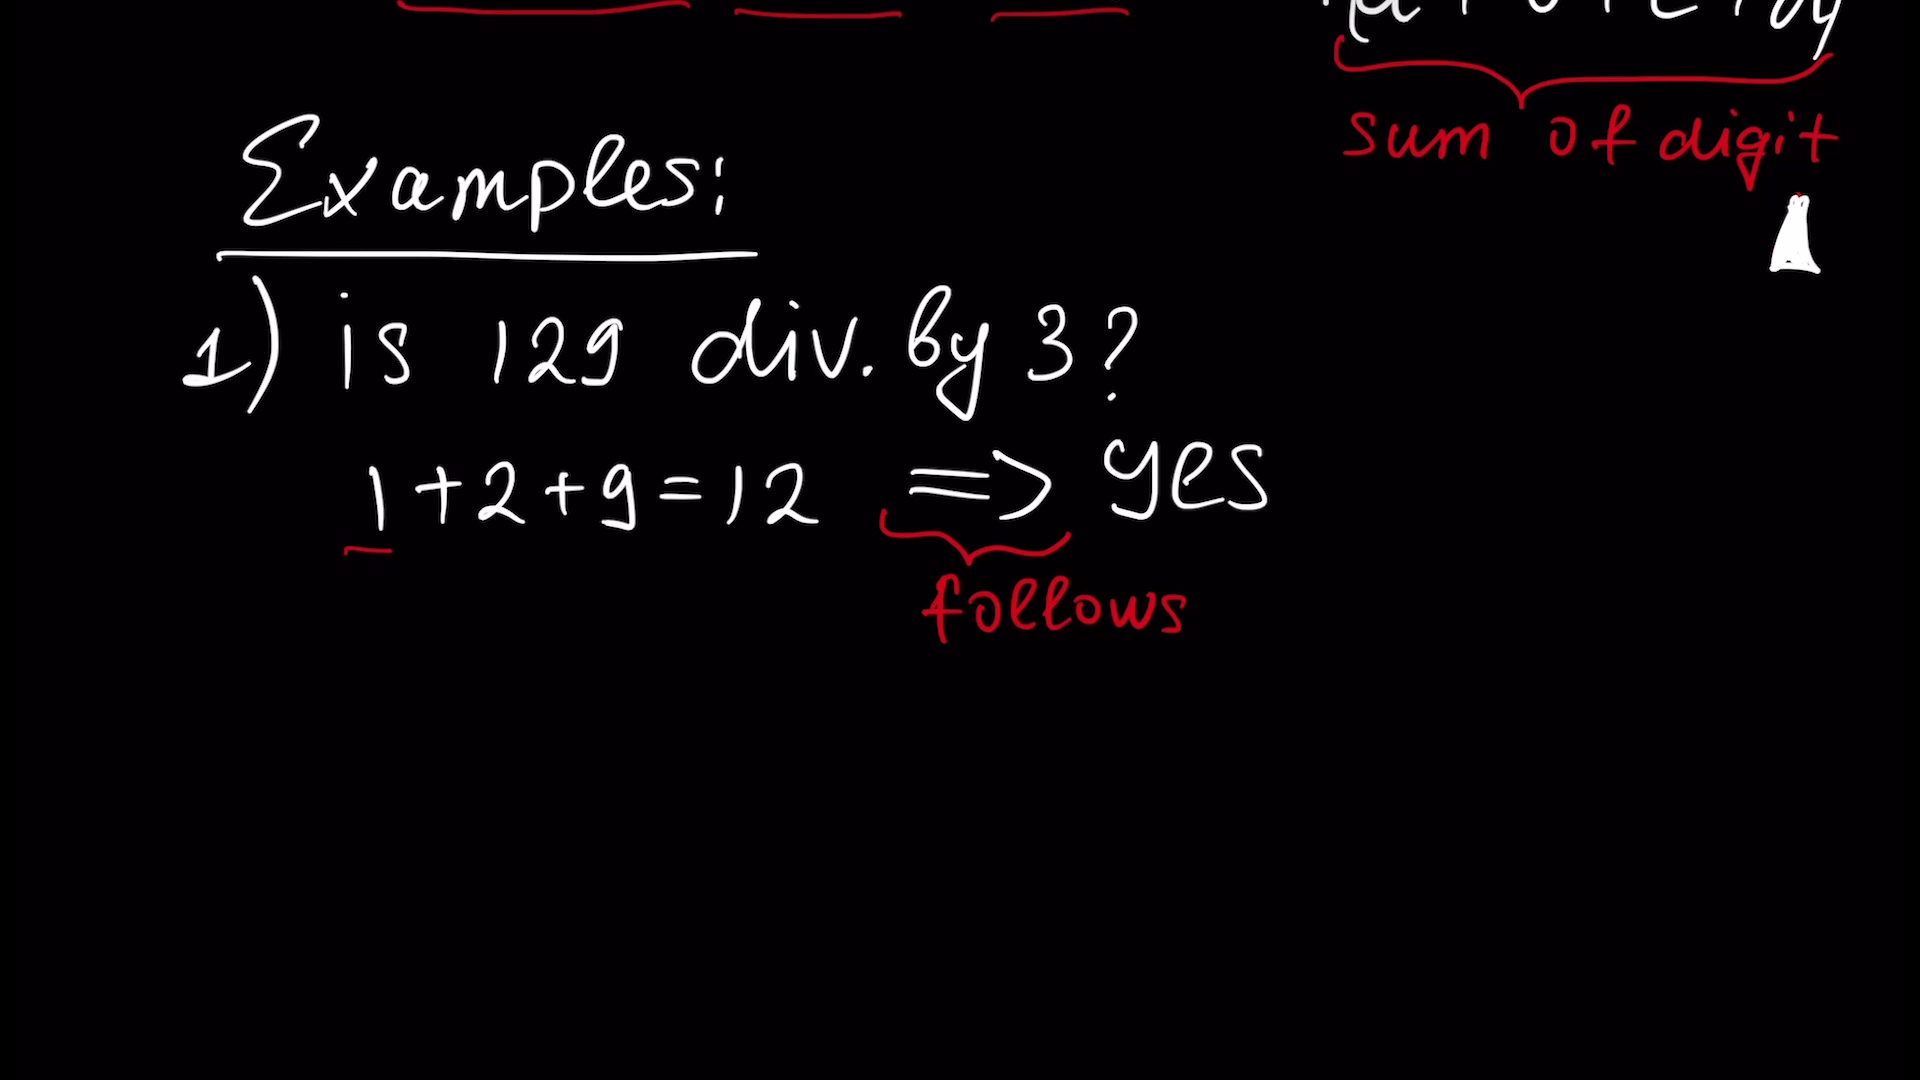 sum of digit
Examples:
1) is 129 div. by 3?
1+2+9=12 => yes
follows